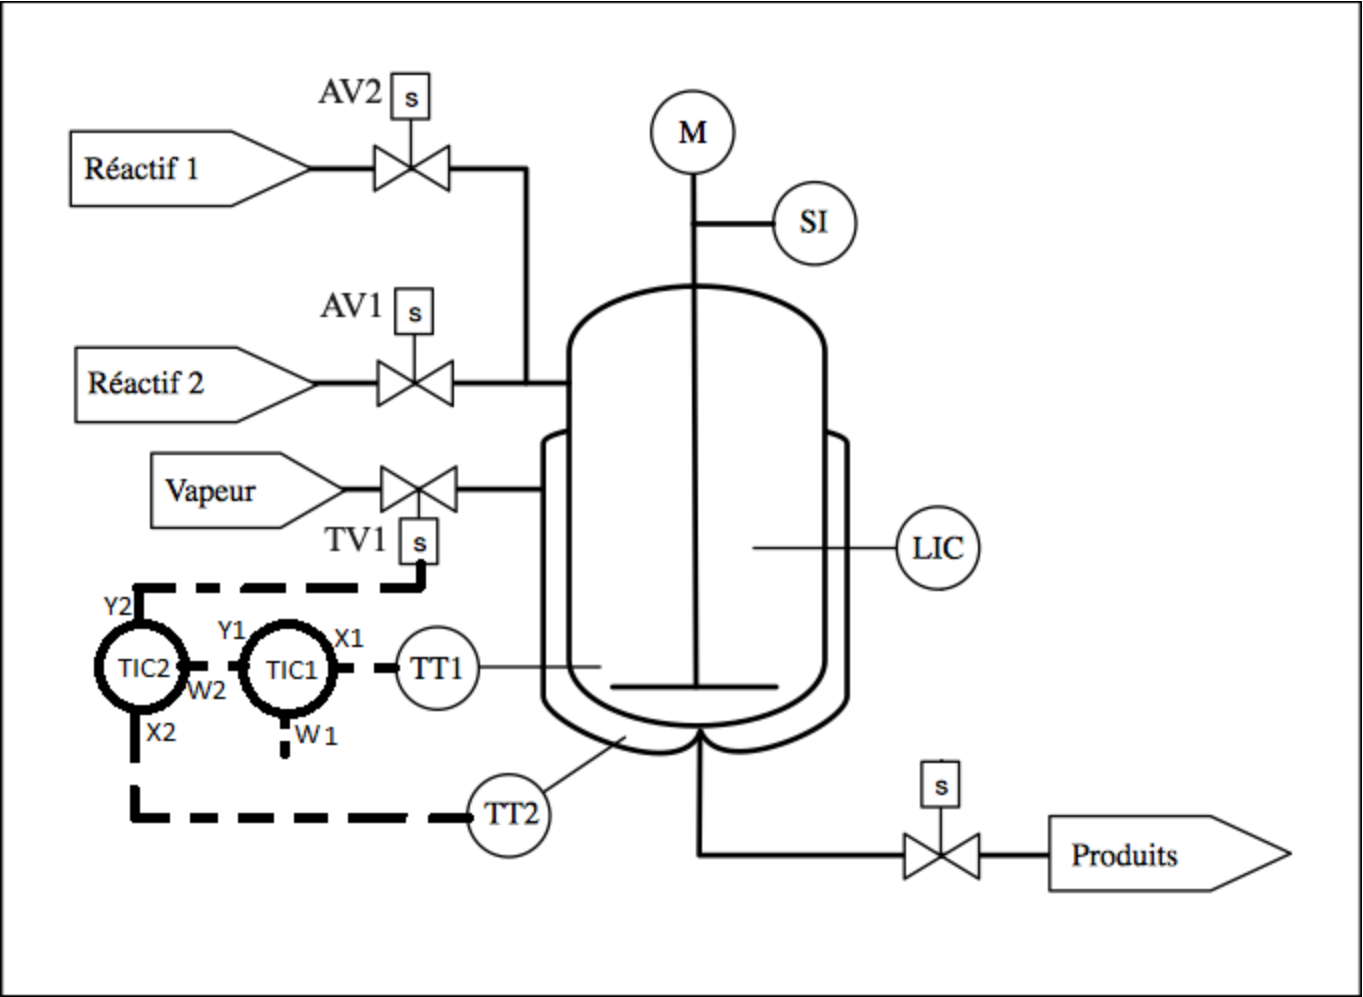 AV2
s
M
Réactif 1
SI
AV1
s
Réactif 2
Vapeur
TV1
s
LIC
Y2
Y1
X1
TIC2
TIC1
TT1
W2
X2
W 1
s
TT2
Produits